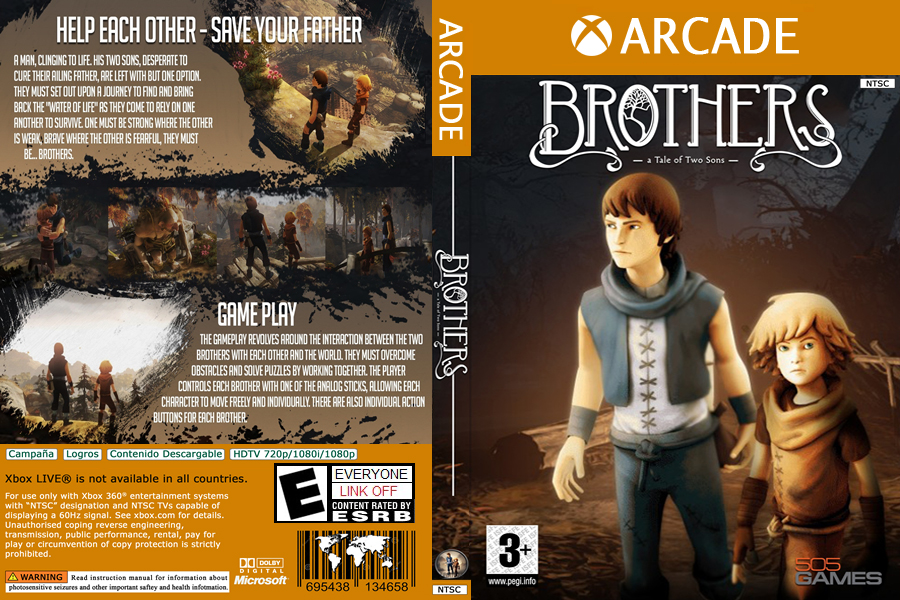 HELP EACH OTHER - SAVE YOUR FATHER
A MAN, CLINGING TO LIFE. HIS TWO SONS, DESPERATE TO
CURE THEIR AILING FATHER, ARE LEFT WITH BUT ONE OPTION.
THEY MUST SET OUT UPON A JOURNEY TO FIND AND BRING
BACK THE "WATER OF LIFE" AS THEY COME TO RELY ON ONE
ANOTHER TO SURVIVE. ONE MUST BE STRONG WHERE THE OTHER
IS WEAK, BRAVE WHERE THE OTHER IS FEARFUL, THEY MUST
BE... BROTHERS.
GAME PLAY
THE GAMEPLAY REVOLVES AROUND THE INTERACTION BETWEEN THE TWO
BROTHERS WITH EACH OTHER AND THE WORLD. THEY MUST OVERCOME
OBSTACLES AND SOLVE PUZZLES BY WORKING TOGETHER. THE PLAYER
CONTROLS EACH BROTHER WITH ONE OF THE ANALOG STICKS, ALLOWING EACH
CHARACTER TO MOVE FREELY AND INDIVIDUALLY. THERE ARE ALSO INDIVIDUAL ACTION
BUTTONS FOR EACH BROTHER.
Campaña Logros Contenido Descargable HDTV 720p/1080i/1080p
Xbox LIVE® is not available in all countries.
For use only with Xbox 360® entertainment systems
with "NTSC" designation and NTSC TVs capable of
displaying a 60Hz signal. See xbox.com for details.
Unauthorised coping reverse engineering,
transmission, public performance, rental, pay for
play or circumvention of copy protection is strictly
prohibited.
WARNING Read instruction manual for information about
photosensitive seizures and other important saftey and health infotmation.
E
EVERYONE
LINK OFF
CONTENT RATED BY
ESRB
DOLBY
DIGITAL
Microsoft
695438 134658
ARCADE
BROTHERS
a Tale of Two Sons
NTSC
ARCADE
NTSC
BROTHERS
a Tale of Two Sons
3+
www.pegi.info
505
GAMES